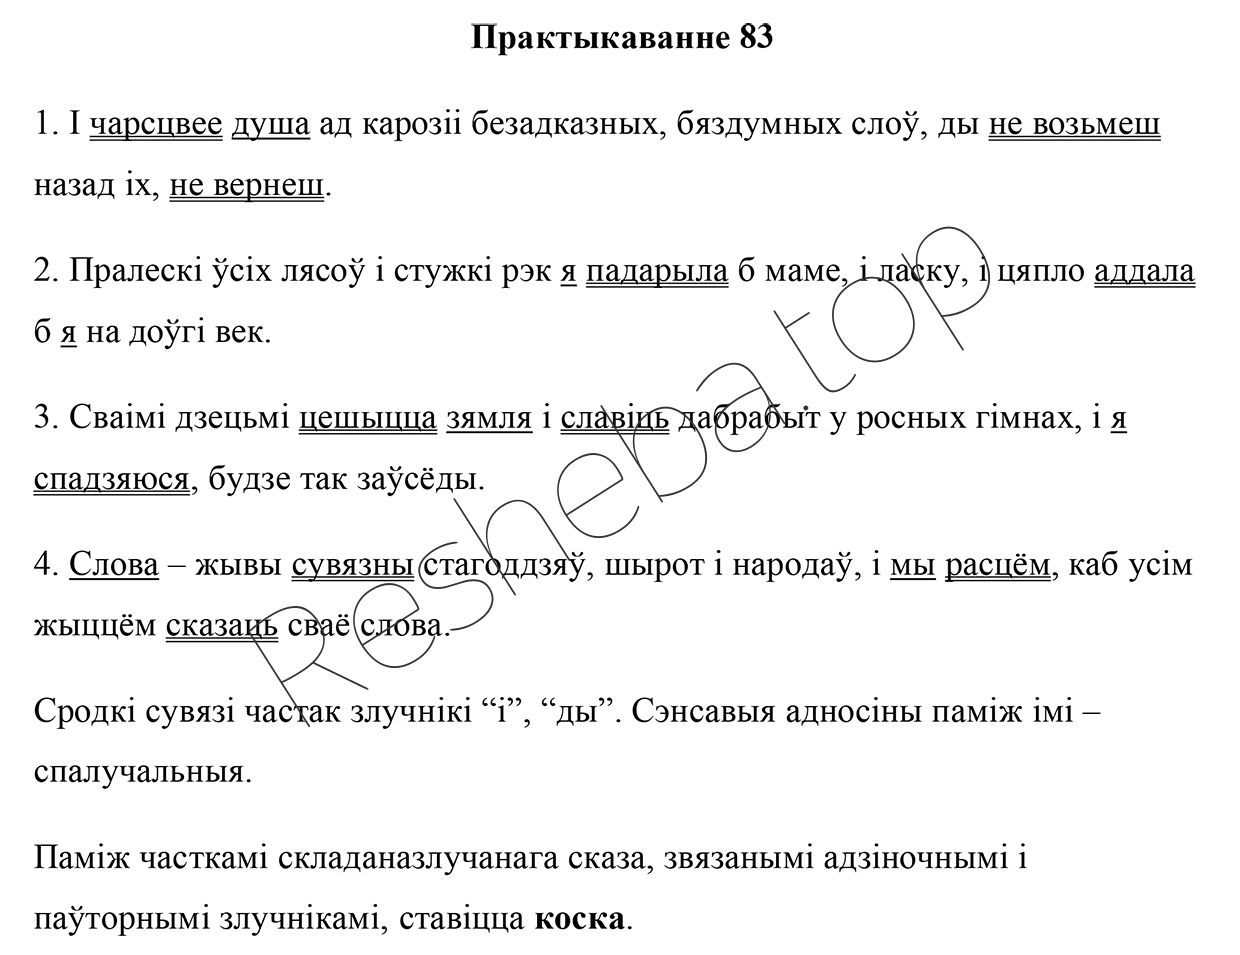 Практыкаванне 83
1. І чарсцвее душа ад карозіі безадказных, бяздумных слоў, ды не возьмеш
назад іх, не вернеш.
2. Пралескі ўсіх лясоў і стужкі рэк я падарыла б маме, і ласку, і цяпло аддала
б я на доўгі век.
3. Сваімі дзецьмі цешыцца зямля і славіць дабрабыт у росных гімнах, і я
спадзяюся, будзе так заўсёды.
4. Слова – жывы сувязны стагоддзяў, шырот і народаў, і мы расцём, каб усім
жыццём сказаць сваё слова.
Сродкі сувязі частак злучнікі “і”, “ды”. Сэнсавыя адносіны паміж імі –
спалучальныя.
Паміж часткамі складаназлучанага сказа, звязанымі адзіночнымі і
паўторнымі злучнікамі, ставіцца коска.
Resheba.top